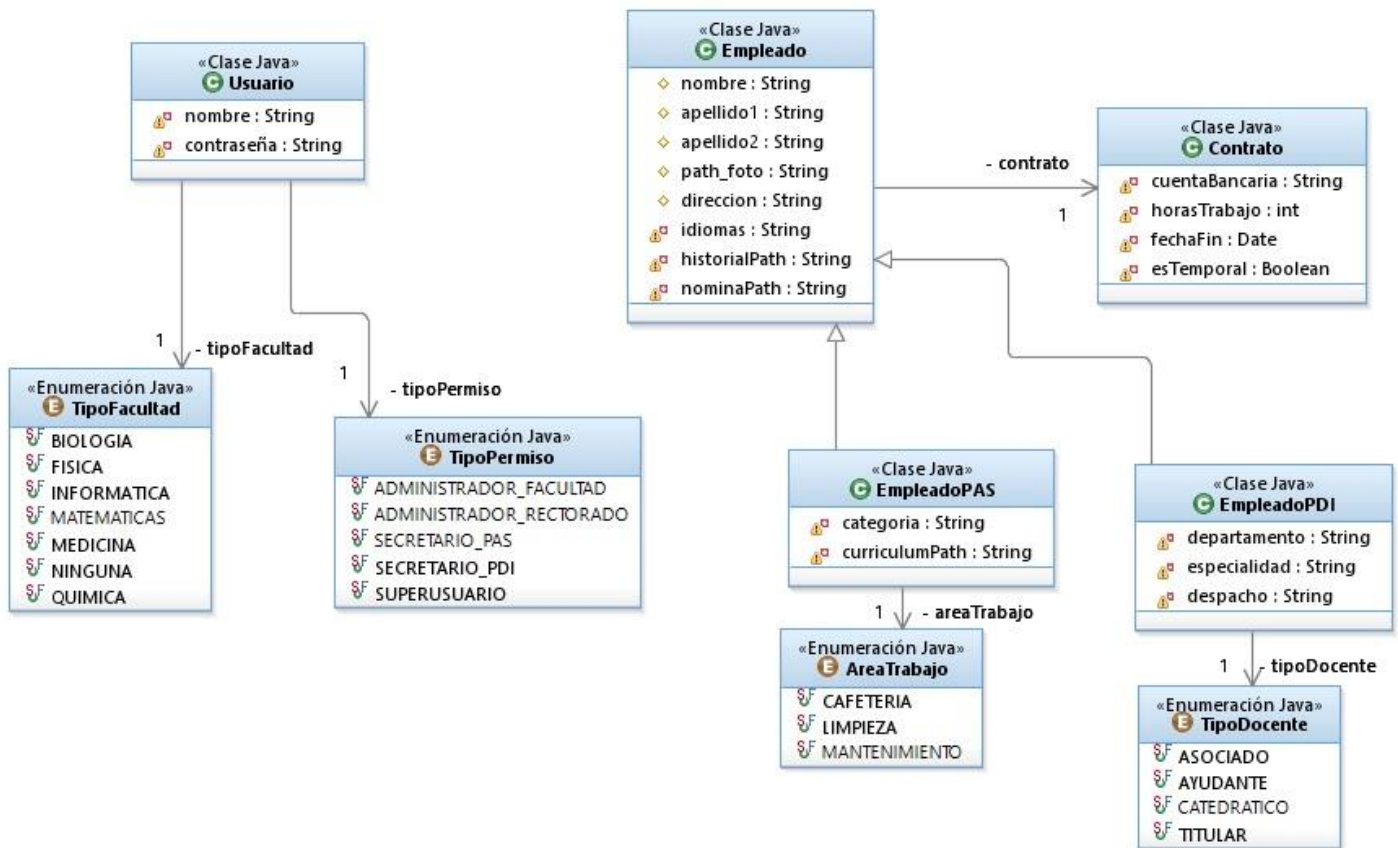 «Clase Java»
Usuario
nombre : String
contraseña : String
1
- tipoFacultad
1
- tipoPermiso
«Enumeración Java»
TipoFacultad
BIOLOGIA
FISICA
INFORMATICA
MATEMATICAS
MEDICINA
NINGUNA
QUIMICA
«Enumeración Java»
TipoPermiso
ADMINISTRADOR_FACULTAD
ADMINISTRADOR_RECTORADO
SECRETARIO_PAS
SECRETARIO_PDI
SUPERUSUARIO
«Clase Java»
Empleado
nombre : String
apellido1 : String
apellido2 : String
path_foto : String
direccion : String
idiomas : String
historialPath : String
nominaPath : String
- contrato
1
«Clase Java»
Contrato
cuentaBancaria : String
horasTrabajo : int
fechaFin : Date
esTemporal : Boolean
«Clase Java»
EmpleadoPAS
categoria : String
curriculumPath : String
1
- areaTrabajo
«Enumeración Java»
AreaTrabajo
CAFETERIA
LIMPIEZA
MANTENIMIENTO
«Clase Java»
EmpleadoPDI
departamento : String
especialidad : String
despacho : String
1
- tipoDocente
«Enumeración Java»
TipoDocente
ASOCIADO
AYUDANTE
CATEDRATICO
TITULAR